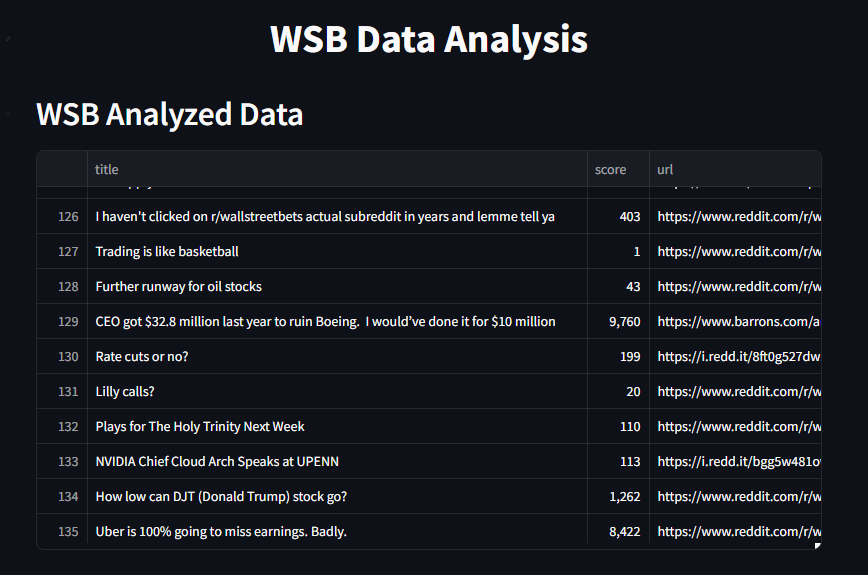 WSB Data Analysis
WSB Analyzed Data
title score url
126 I haven't clicked on r/wallstreetbets actual subreddit in years and lemme tell ya 403 https://www.reddit.com/r/w
127 Trading is like basketball 1 https://www.reddit.com/r/w
128 Further runway for oil stocks 43 https://www.reddit.com/r/w
129 CEO got $32.8 million last year to ruin Boeing.  I would’ve done it for $10 million 9,760 https://www.barrons.com/a
130 Rate cuts or no? 199 https://i.redd.it/8ft0g527dw
131 Lilly calls? 20 https://www.reddit.com/r/w
132 Plays for The Holy Trinity Next Week 110 https://www.reddit.com/r/w
133 NVIDIA Chief Cloud Arch Speaks at UPENN 113 https://i.redd.it/bgg5w481o
134 How low can DJT (Donald Trump) stock go? 1,262 https://www.reddit.com/r/w
135 Uber is 100% going to miss earnings. Badly. 8,422 https://www.reddit.com/r/w